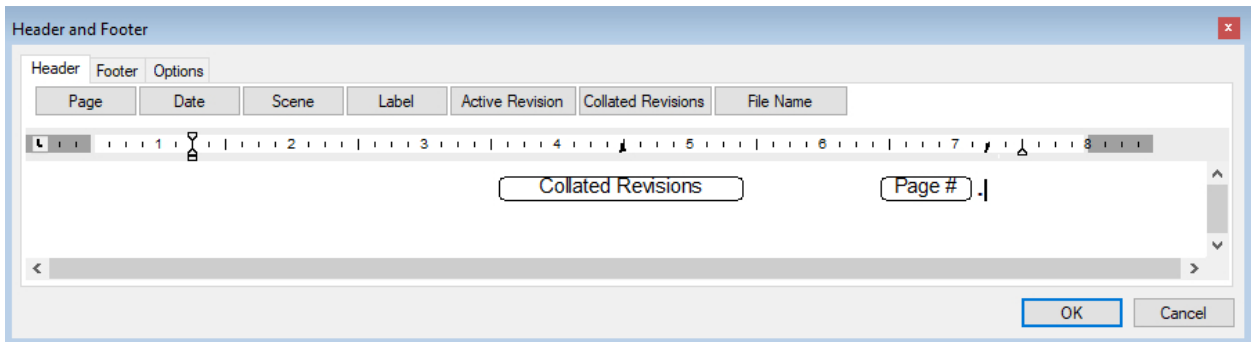 Header and Footer
x
Header Footer Options
Page Date Scene Label Active Revision Collated Revisions File Name
L 1 2 3 4 5 6 7 8
Collated Revisions Page # .
OK Cancel